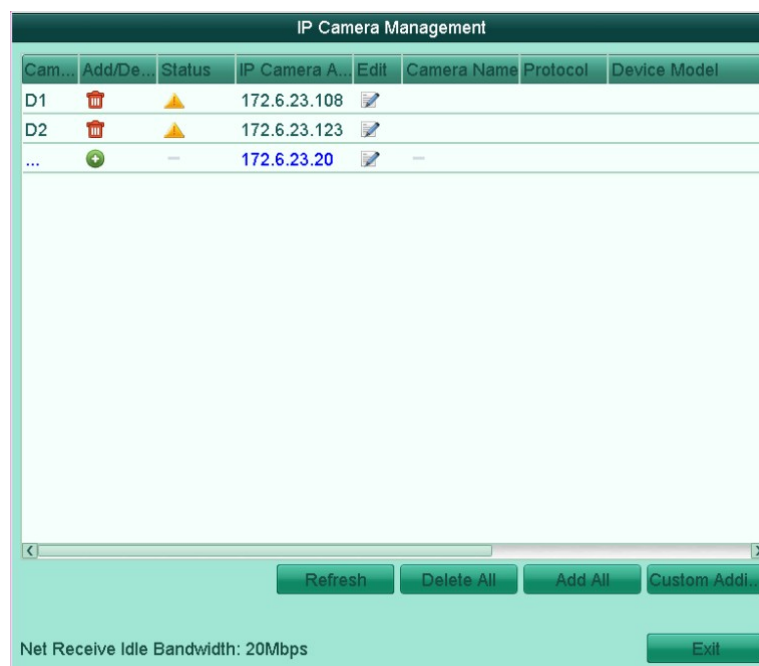 IP Camera Management
Cam... Add/De... Status IP Camera A... Edit Camera Name Protocol Device Model
D1 172.6.23.108
D2 172.6.23.123
... — 172.6.23.20 —
Refresh Delete All Add All Custom Addi...
Net Receive Idle Bandwidth: 20Mbps Exit